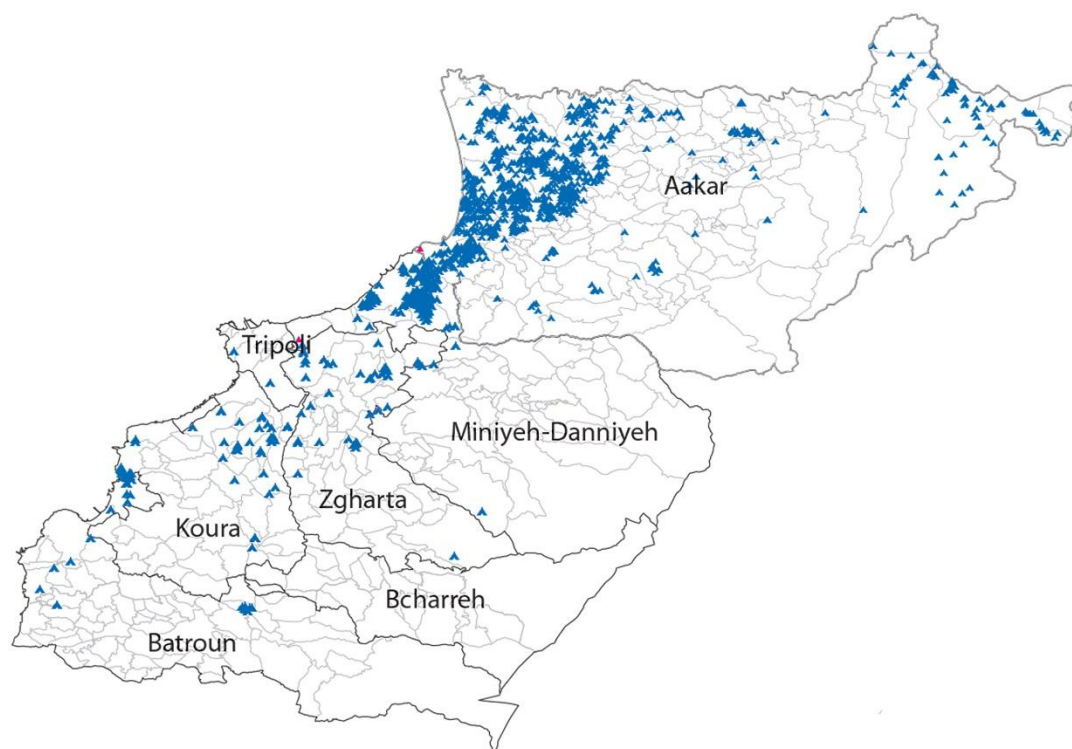 Aakar
Tripoli
Miniyeh-Danniyeh
Zgharta
Koura
Bcharreh
Batroun